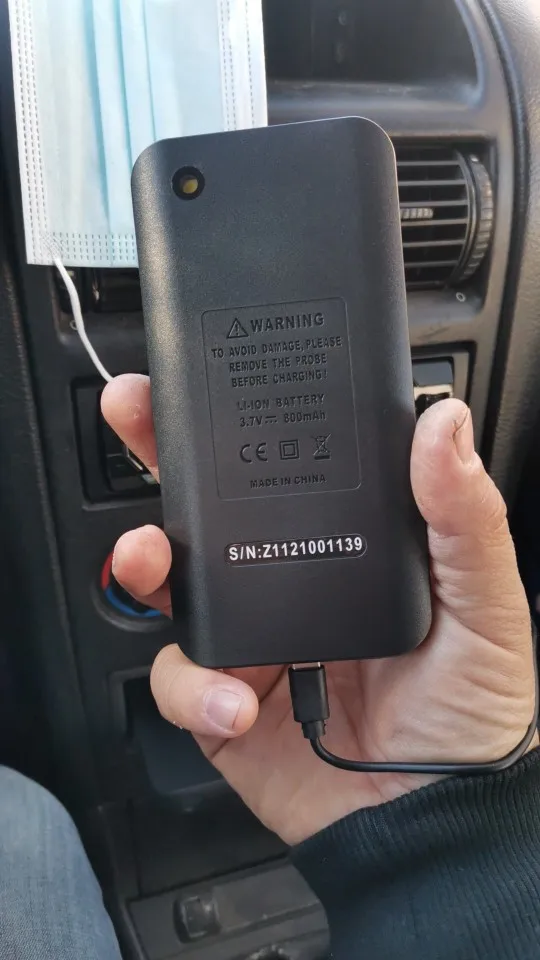 WARNING
TO AVOID DAMAGE, PLEASE
REMOVE THE PROBE
BEFORE CHARGING!
LI-ION BATTERY
3.7V⎓ 800mAh
CE
MADE IN CHINA
S/N:Z1121001139